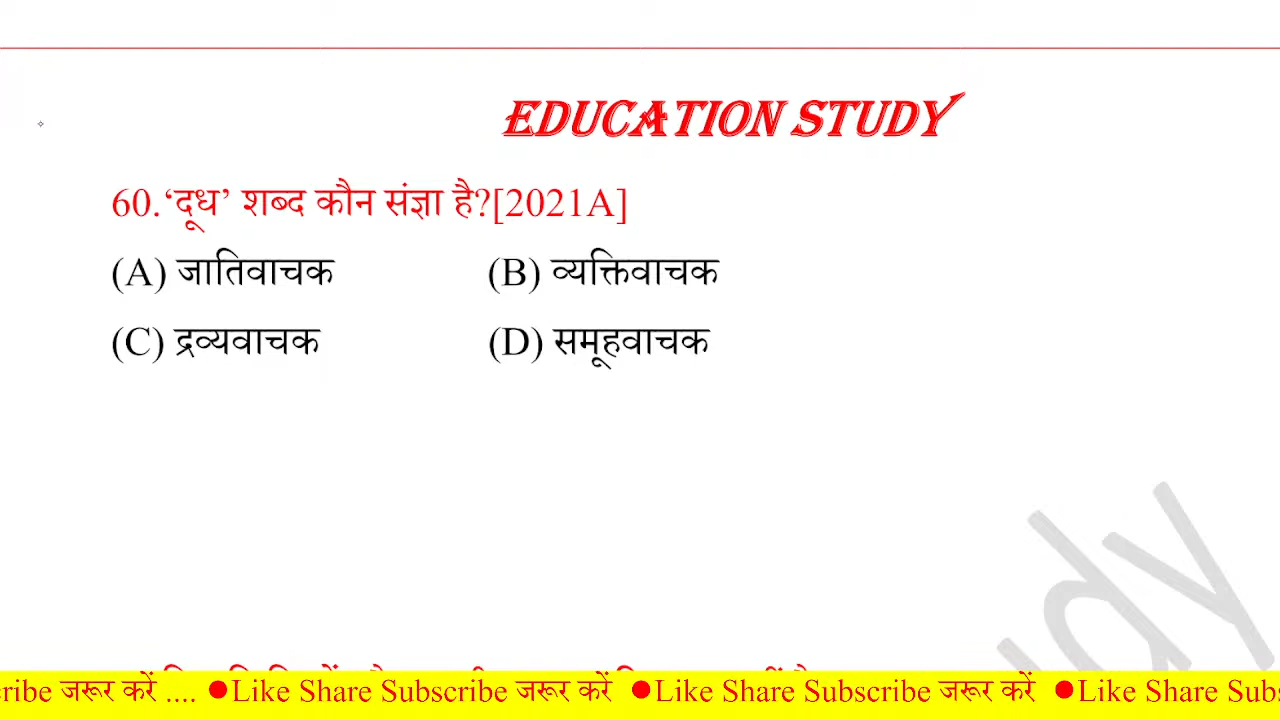 EDUCATION STUDY
60.‘दूध’ शब्द कौन संज्ञा है?[2021A]
(A) जातिवाचक (B) व्यक्तिवाचक
(C) द्रव्यवाचक (D) समूहवाचक
cribe जरूर करें .... ●Like Share Subscribe जरूर करें ●Like Share Subscribe जरूर करें ●Like Share Subs